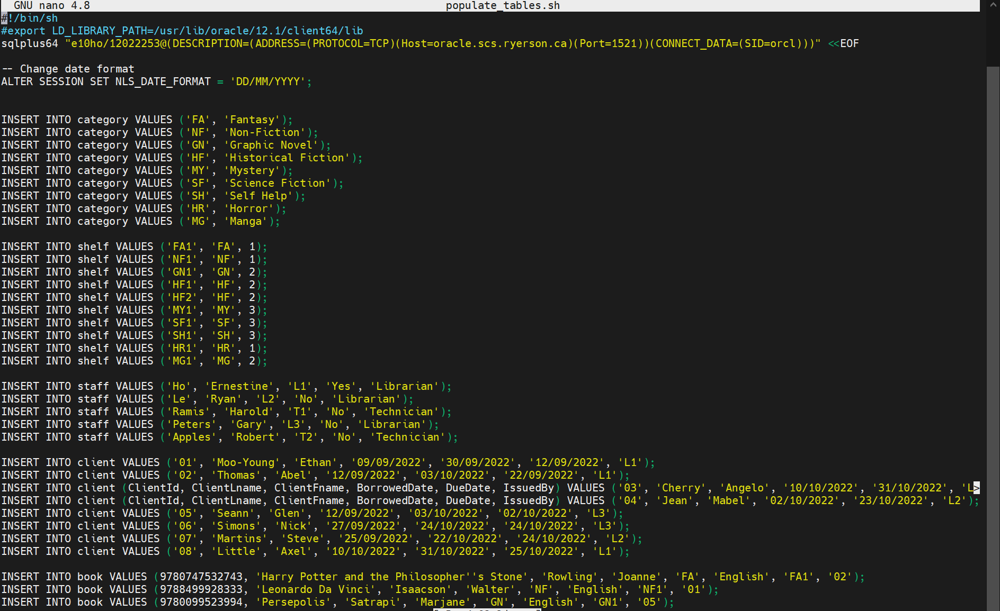 GNU nano 4.8 populate_tables.sh
#!/bin/sh
#export LD_LIBRARY_PATH=/usr/lib/oracle/12.1/client64/lib
sqlplus64 "e10ho/12022253@(DESCRIPTION=(ADDRESS=(PROTOCOL=TCP)(Host=oracle.scs.ryerson.ca)(Port=1521))(CONNECT_DATA=(SID=orcl)))" <<EOF
-- Change date format
ALTER SESSION SET NLS_DATE_FORMAT = 'DD/MM/YYYY';
INSERT INTO category VALUES ('FA', 'Fantasy');
INSERT INTO category VALUES ('NF', 'Non-Fiction');
INSERT INTO category VALUES ('GN', 'Graphic Novel');
INSERT INTO category VALUES ('HF', 'Historical Fiction');
INSERT INTO category VALUES ('MY', 'Mystery');
INSERT INTO category VALUES ('SF', 'Science Fiction');
INSERT INTO category VALUES ('SH', 'Self Help');
INSERT INTO category VALUES ('HR', 'Horror');
INSERT INTO category VALUES ('MG', 'Manga');
INSERT INTO shelf VALUES ('FA1', 'FA', 1);
INSERT INTO shelf VALUES ('NF1', 'NF', 1);
INSERT INTO shelf VALUES ('GN1', 'GN', 2);
INSERT INTO shelf VALUES ('HF1', 'HF', 2);
INSERT INTO shelf VALUES ('HF2', 'HF', 2);
INSERT INTO shelf VALUES ('MY1', 'MY', 3);
INSERT INTO shelf VALUES ('SF1', 'SF', 3);
INSERT INTO shelf VALUES ('SH1', 'SH', 3);
INSERT INTO shelf VALUES ('HR1', 'HR', 1);
INSERT INTO shelf VALUES ('MG1', 'MG', 2);
INSERT INTO staff VALUES ('Ho', 'Ernestine', 'L1', 'Yes', 'Librarian');
INSERT INTO staff VALUES ('Le', 'Ryan', 'L2', 'No', 'Librarian');
INSERT INTO staff VALUES ('Ramis', 'Harold', 'T1', 'No', 'Technician');
INSERT INTO staff VALUES ('Peters', 'Gary', 'L3', 'No', 'Librarian');
INSERT INTO staff VALUES ('Apples', 'Robert', 'T2', 'No', 'Technician');
INSERT INTO client VALUES ('01', 'Moo-Young', 'Ethan', '09/09/2022', '30/09/2022', '12/09/2022', 'L1');
INSERT INTO client VALUES ('02', 'Thomas', 'Abel', '12/09/2022', '03/10/2022', '22/09/2022', 'L1');
INSERT INTO client (ClientId, ClientLname, ClientFname, BorrowedDate, DueDate, IssuedBy) VALUES ('03', 'Cherry', 'Angelo', '10/10/2022', '31/10/2022', 'L>
INSERT INTO client (ClientId, ClientLname, ClientFname, BorrowedDate, DueDate, IssuedBy) VALUES ('04', 'Jean', 'Mabel', '02/10/2022', '23/10/2022', 'L2');
INSERT INTO client VALUES ('05', 'Seann', 'Glen', '12/09/2022', '03/10/2022', '02/10/2022', 'L3');
INSERT INTO client VALUES ('06', 'Simons', 'Nick', '27/09/2022', '24/10/2022', '24/10/2022', 'L3');
INSERT INTO client VALUES ('07', 'Martins', 'Steve', '25/09/2022', '22/10/2022', '24/10/2022', 'L2');
INSERT INTO client VALUES ('08', 'Little', 'Axel', '10/10/2022', '31/10/2022', '25/10/2022', 'L1');
INSERT INTO book VALUES (9780747532743, 'Harry Potter and the Philosopher''s Stone', 'Rowling', 'Joanne', 'FA', 'English', 'FA1', '02');
INSERT INTO book VALUES (9788499928333, 'Leonardo Da Vinci', 'Isaacson', 'Walter', 'NF', 'English', 'NF1', '01');
INSERT INTO book VALUES (9780099523994, 'Persepolis', 'Satrapi', 'Marjane', 'GN', 'English', 'GN1', '05');